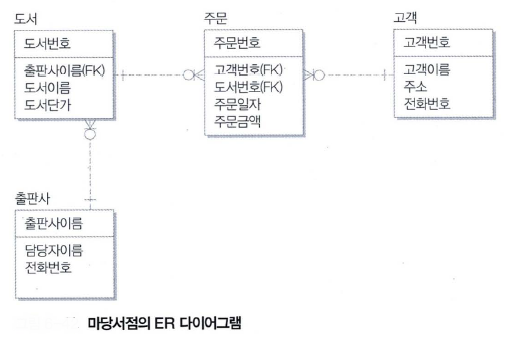 도서
도서번호
출판사이름(FK)
도서이름
도서단가
주문
주문번호
고객번호(FK)
도서번호(FK)
주문일자
주문금액
고객
고객번호
고객이름
주소
전화번호
출판사
출판사이름
담당자이름
전화번호
마당서점의 ER 다이어그램